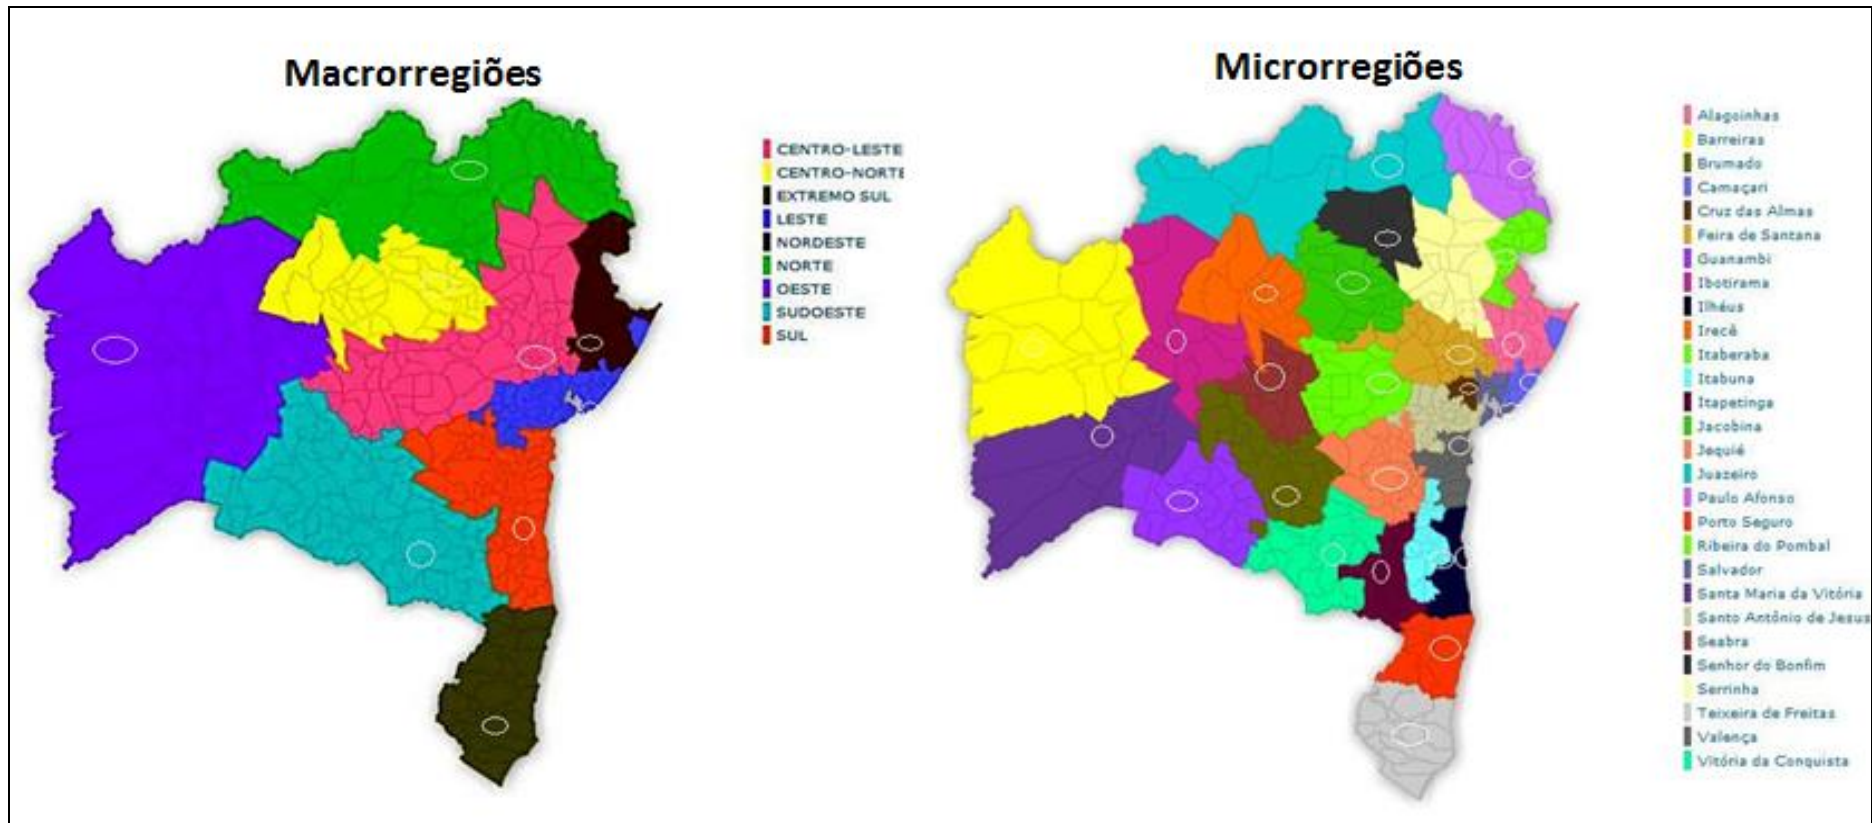 Macrorregiões
CENTRO-LESTE
CENTRO-NORTE
EXTREMO SUL
LESTE
NORDESTE
NORTE
OESTE
SUDOESTE
SUL
Microrregiões
Alagoinhas
Barreiras
Brumado
Camaçari
Cruz das Almas
Feira de Santana
Guanambi
Ibotirama
Ilhéus
Irecê
Itaberaba
Itabuna
Itapetinga
Jacobina
Jequié
Juazeiro
Paulo Afonso
Porto Seguro
Ribeira do Pombal
Salvador
Santa Maria da Vitória
Santo Antônio de Jesus
Seabra
Senhor do Bonfim
Serrinha
Teixeira de Freitas
Valença
Vitória da Conquista